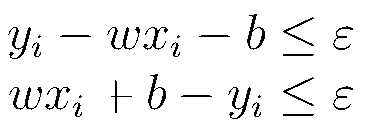 yᵢ − wxᵢ − b ≤ ε
wxᵢ + b − yᵢ ≤ ε